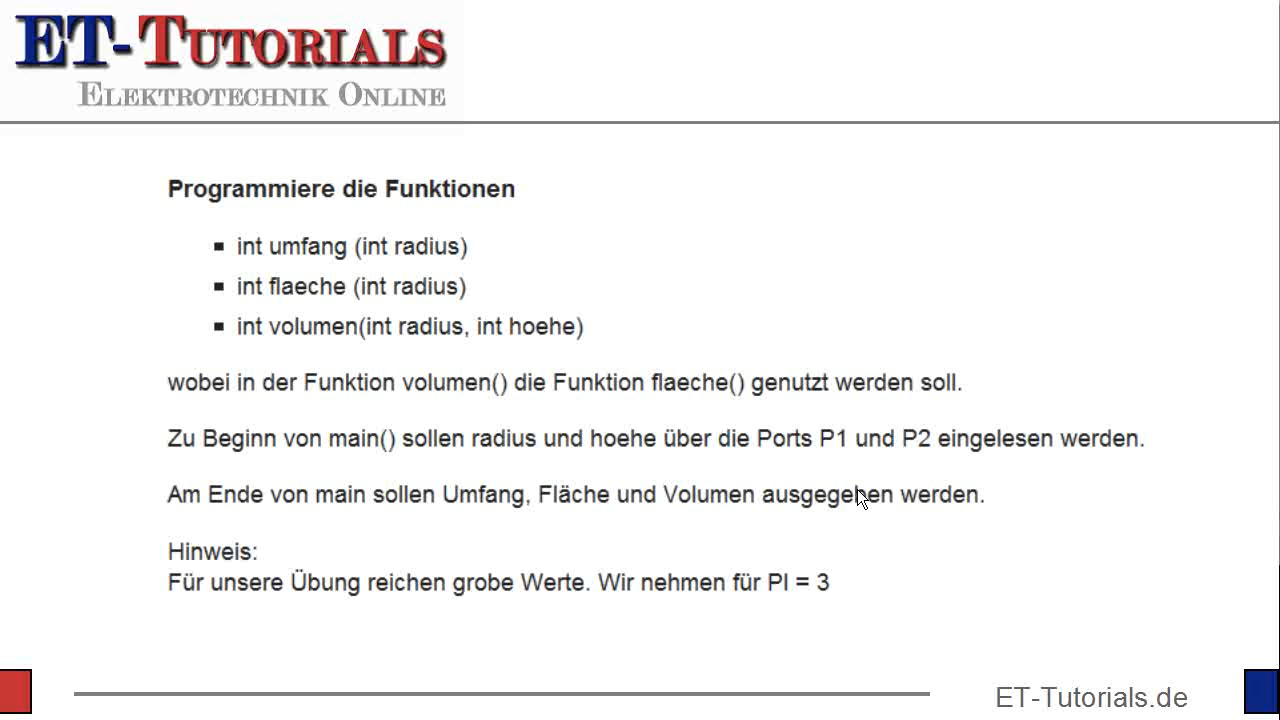 ET-TUTORIALS
ELEKTROTECHNIK ONLINE
Programmiere die Funktionen
▪ int umfang (int radius)
▪ int flaeche (int radius)
▪ int volumen(int radius, int hoehe)
wobei in der Funktion volumen() die Funktion flaeche() genutzt werden soll.
Zu Beginn von main() sollen radius und hoehe über die Ports P1 und P2 eingelesen werden.
Am Ende von main sollen Umfang, Fläche und Volumen ausgegeben werden.
Hinweis:
Für unsere Übung reichen grobe Werte. Wir nehmen für PI = 3
ET-Tutorials.de